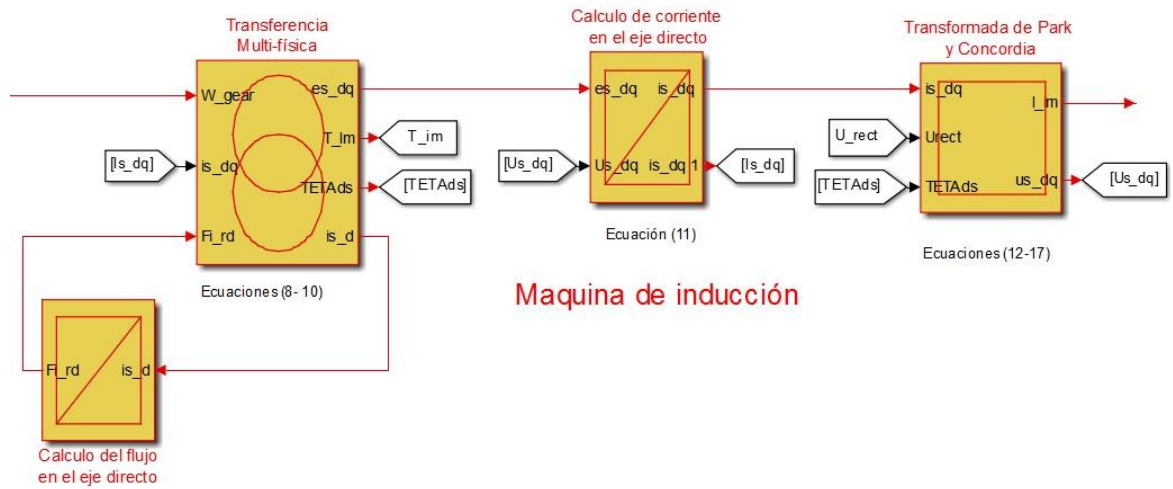 Transferencia
Multi-física
Calculo de corriente
en el eje directo
Transformada de Park
y Concordia
W_gear
es_dq
[Is_dq]
is_dq
T_Im
T_im
TETAds
[TETAds]
Fi_rd
is_d
Ecuaciones (8- 10)
es_dq
is_dq
[Us_dq]
Us_dq
is_dq 1
[Is_dq]
Ecuación (11)
is_dq
I_m
U_rect
Urect
[TETAds]
TETAds
us_dq
[Us_dq]
Ecuaciones (12-17)
Maquina de inducción
Fi_rd
is_d
Calculo del flujo
en el eje directo